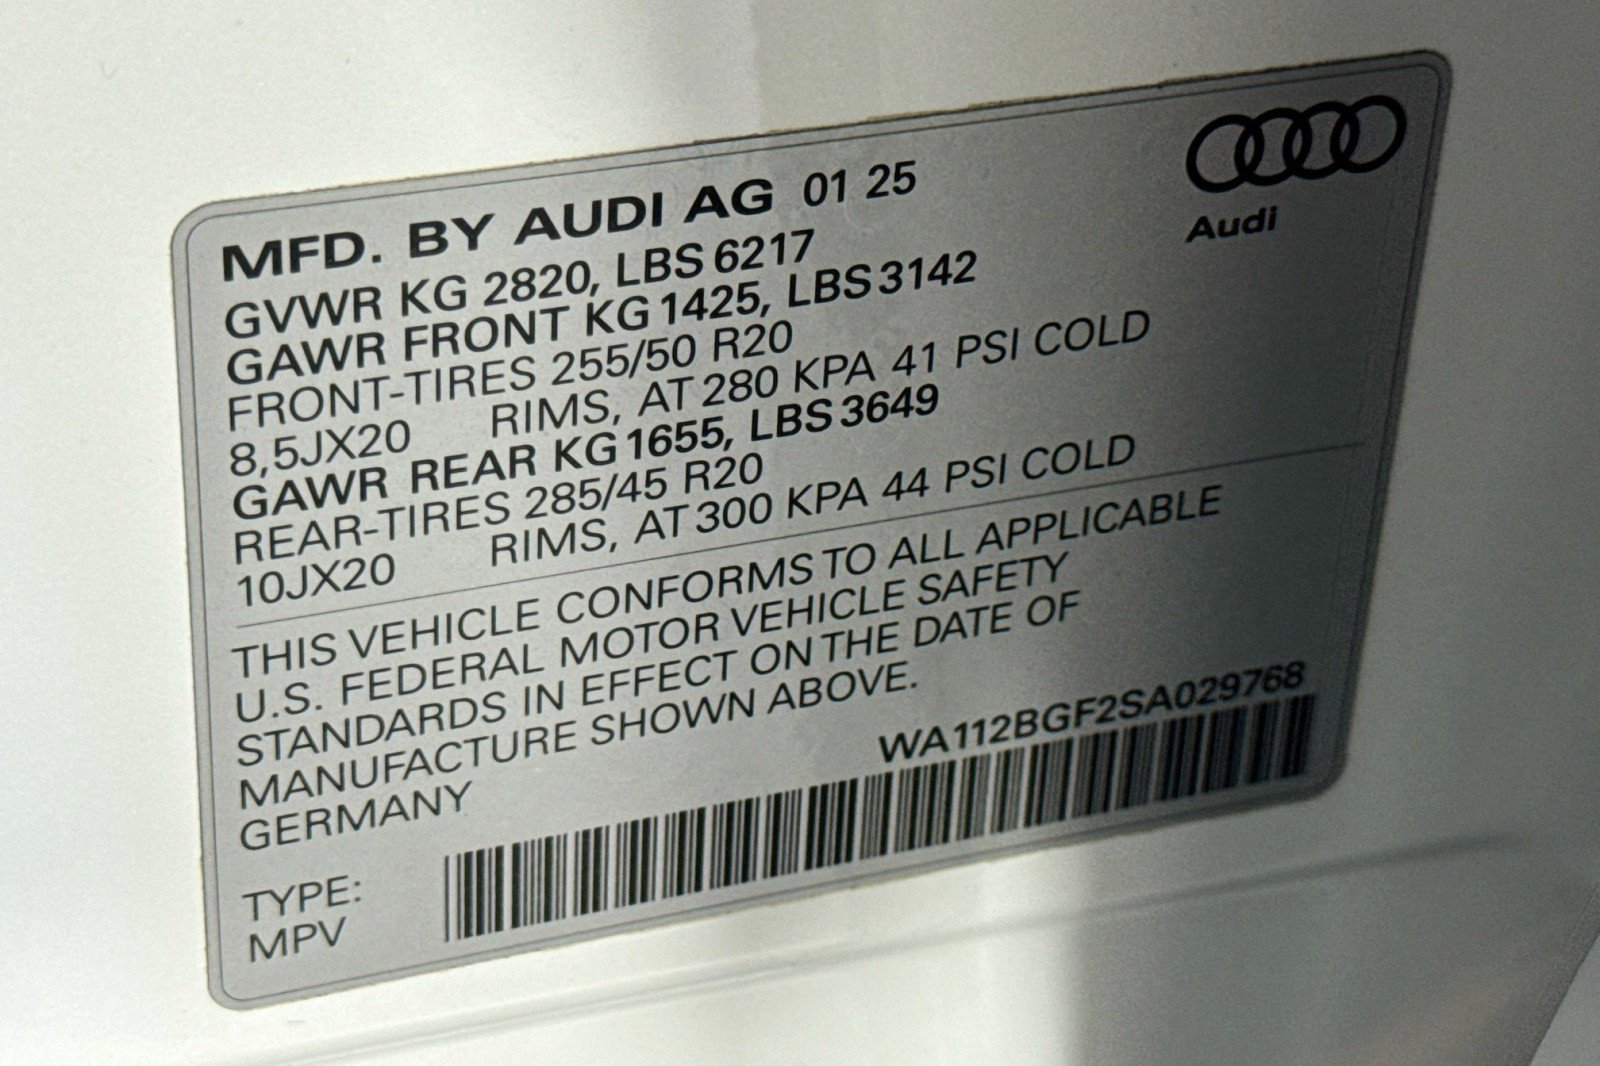 MFD. BY AUDI AG 01 25
GVWR KG 2820, LBS 6217
GAWR FRONT KG 1425, LBS 3142
FRONT-TIRES 255/50 R20
8,5JX20 RIMS, AT 280 KPA 41 PSI COLD
GAWR REAR KG 1655, LBS 3649
REAR-TIRES 285/45 R20
10JX20 RIMS, AT 300 KPA 44 PSI COLD
THIS VEHICLE CONFORMS TO ALL APPLICABLE
U.S. FEDERAL MOTOR VEHICLE SAFETY
STANDARDS IN EFFECT ON THE DATE OF
MANUFACTURE SHOWN ABOVE.
GERMANY
WA112BGF2SA029768
TYPE:
MPV
Audi